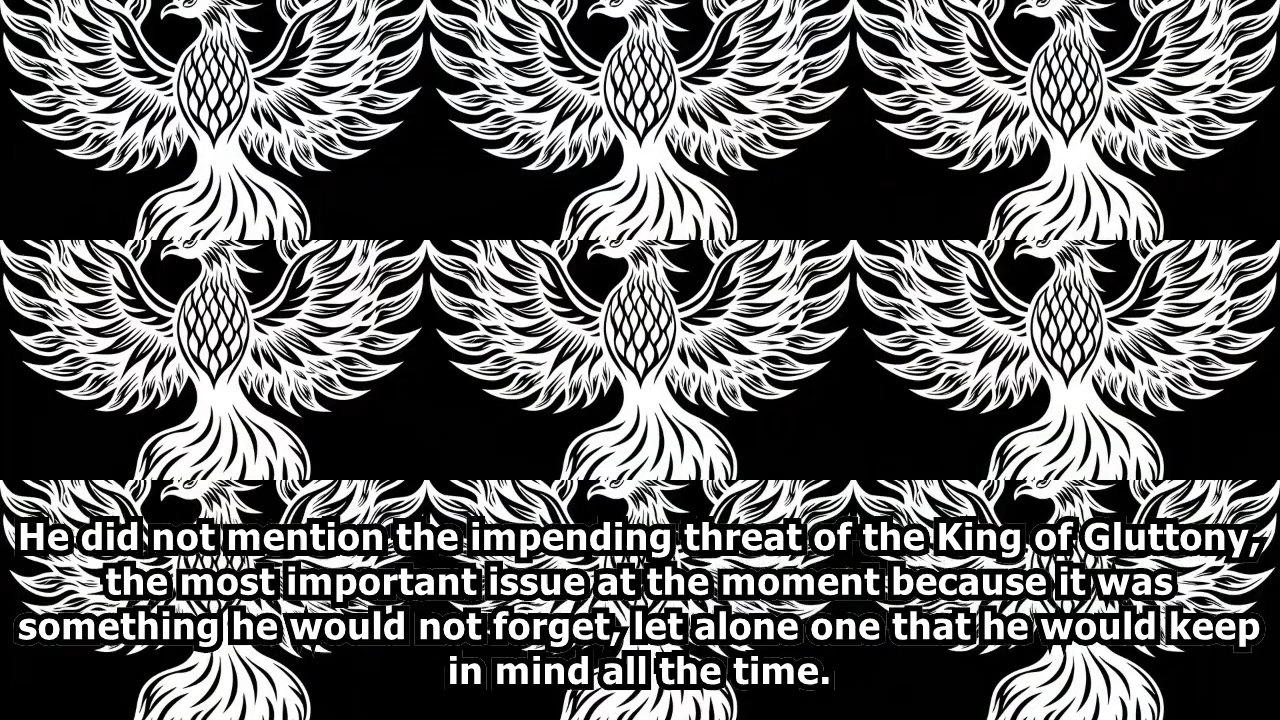 He did not mention the impending threat of the King of Gluttony,
the most important issue at the moment because it was
something he would not forget, let alone one that he would keep
in mind all the time.